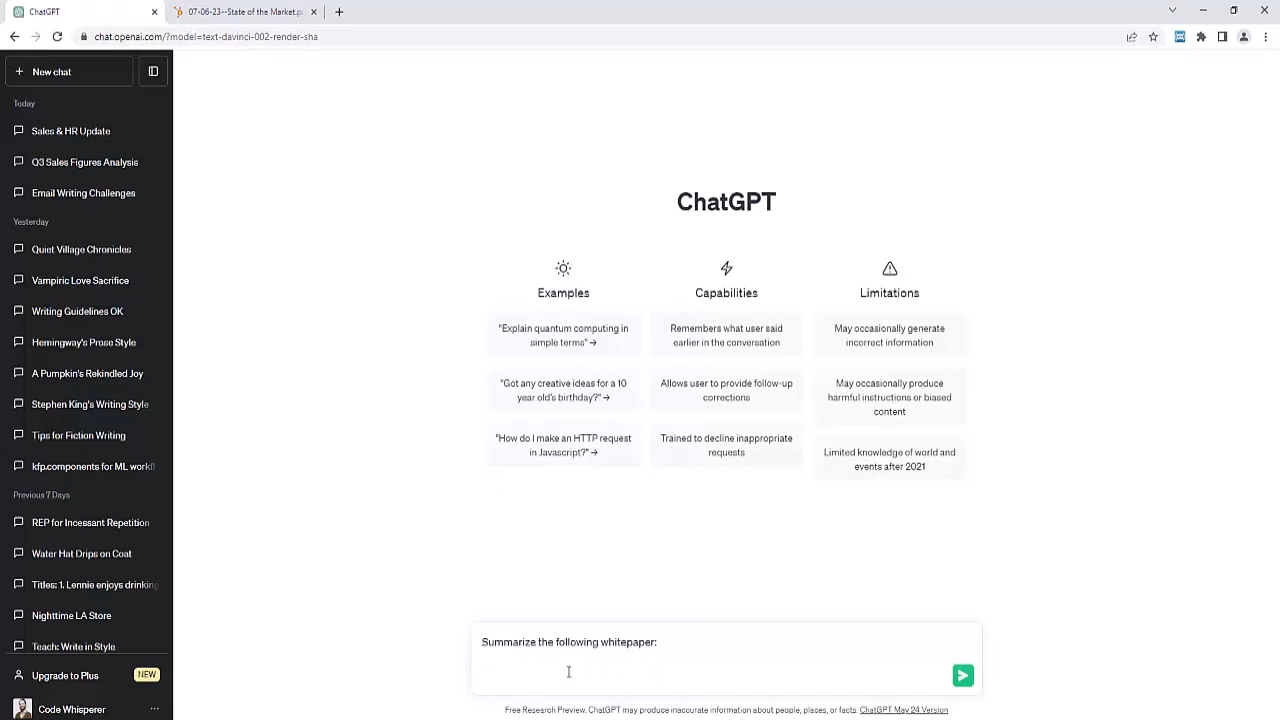 ChatGPT
07-06-23--State of the Market.p
chat.openai.com/?model=text-davinci-002-render-sha
New chat
Today
Sales & HR Update
Q3 Sales Figures Analysis
Email Writing Challenges
Yesterday
Quiet Village Chronicles
Vampiric Love Sacrifice
Writing Guidelines OK
Hemingway's Prose Style
A Pumpkin's Rekindled Joy
Stephen King's Writing Style
Tips for Fiction Writing
kfp.components for ML workfl
Previous 7 Days
REP for Incessant Repetition
Water Hat Drips on Coat
Titles: 1. Lennie enjoys drinking
Nighttime LA Store
Teach: Write in Style
Upgrade to Plus
NEW
Code Whisperer
ChatGPT
Examples
"Explain quantum computing in
simple terms" →
"Got any creative ideas for a 10
year old's birthday?" →
"How do I make an HTTP request
in Javascript?" →
Capabilities
Remembers what user said
earlier in the conversation
Allows user to provide follow-up
corrections
Trained to decline inappropriate
requests
Limitations
May occasionally generate
incorrect information
May occasionally produce
harmful instructions or biased
content
Limited knowledge of world and
events after 2021
Summarize the following whitepaper:
Free Research Preview. ChatGPT may produce inaccurate information about people, places, or facts. ChatGPT May 24 Version